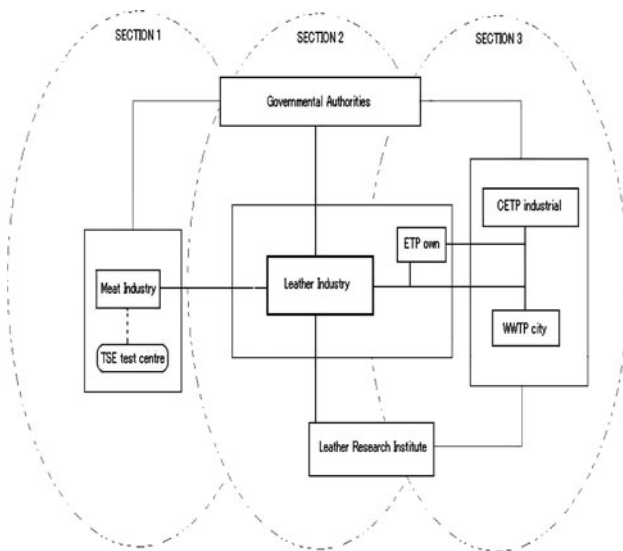 SECTION 1
SECTION 2
SECTION 3
Governmental Authorities
CETP industrial
ETP own
Meat Industry
Leather Industry
WWTP city
TSE test centre
Leather Research Institute